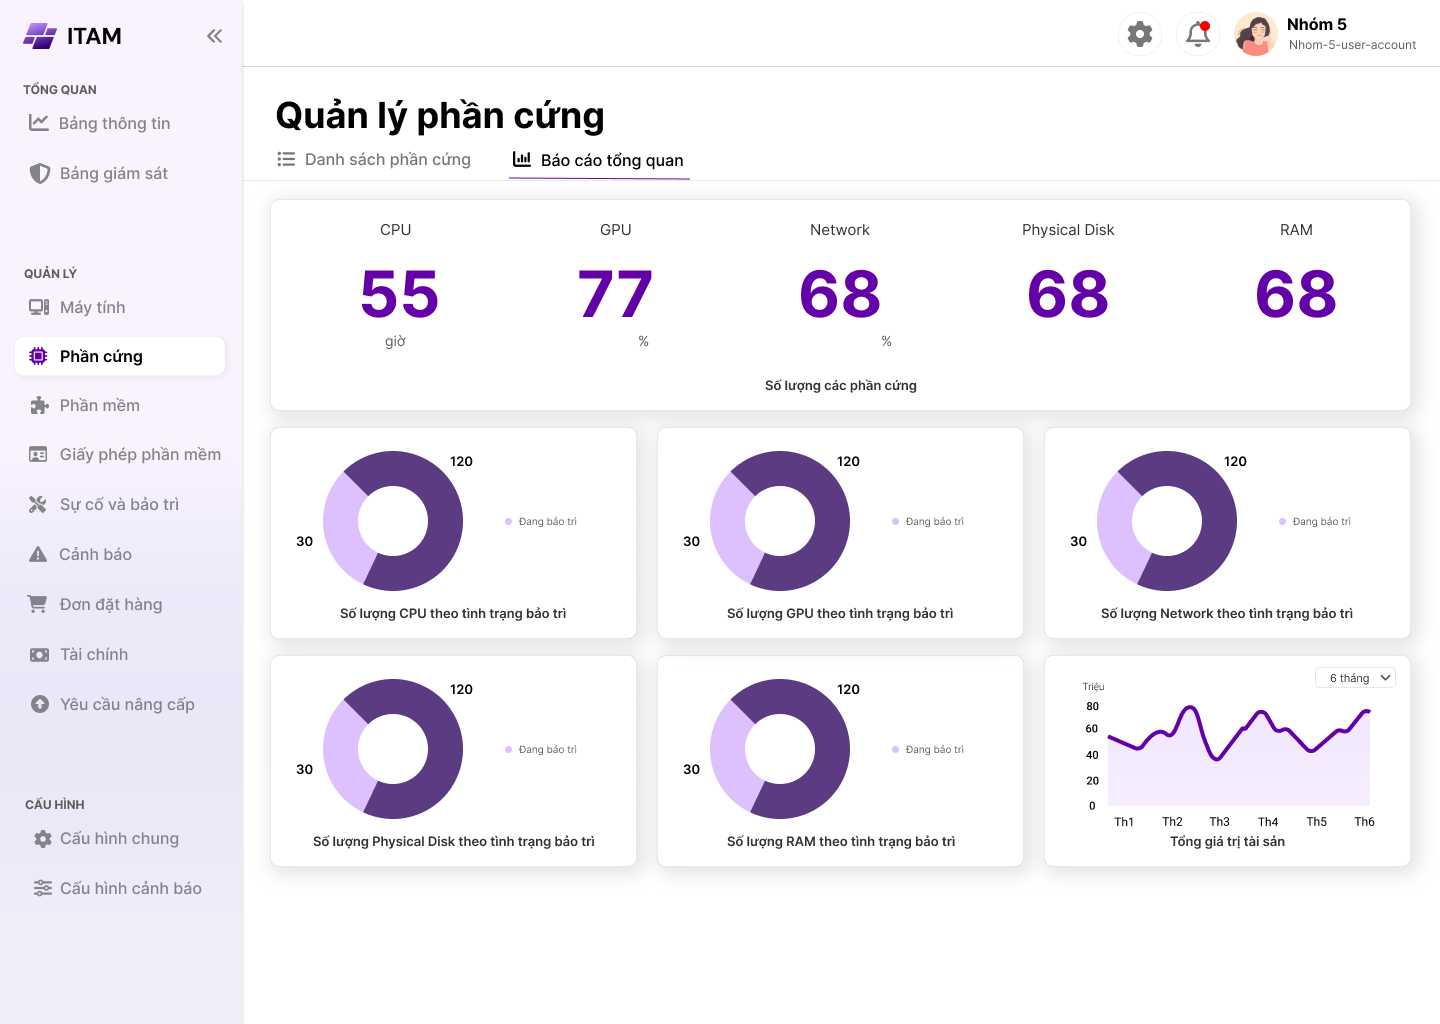 ITAM
TỔNG QUAN
Bảng thông tin
Bảng giám sát
QUẢN LÝ
Máy tính
Phần cứng
Phần mềm
Giấy phép phần mềm
Sự cố và bảo trì
Cảnh báo
Đơn đặt hàng
Tài chính
Yêu cầu nâng cấp
CẤU HÌNH
Cấu hình chung
Cấu hình cảnh báo
Nhóm 5
Nhom-5-user-account
Quản lý phần cứng
Danh sách phần cứng
Báo cáo tổng quan
CPU
55
giờ
GPU
77
%
Network
68
%
Physical Disk
68
RAM
68
Số lượng các phần cứng
120
30
Đang bảo trì
Số lượng CPU theo tình trạng bảo trì
120
30
Đang bảo trì
Số lượng GPU theo tình trạng bảo trì
120
30
Đang bảo trì
Số lượng Network theo tình trạng bảo trì
120
30
Đang bảo trì
Số lượng Physical Disk theo tình trạng bảo trì
120
30
Đang bảo trì
Số lượng RAM theo tình trạng bảo trì
6 tháng
Triệu
80
60
40
20
0
Th1 Th2 Th3 Th4 Th5 Th6
Tổng giá trị tài sản